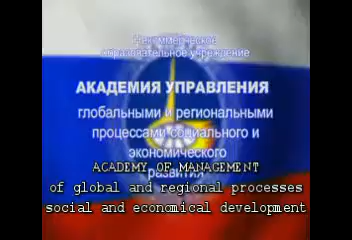 Некоммерческое
образовательное учреждение
АКАДЕМИЯ УПРАВЛЕНИЯ
глобальными и региональными
процессами социального и
экономического
развития
ACADEMY OF MANAGEMENT
of global and regional processes
social and economical development